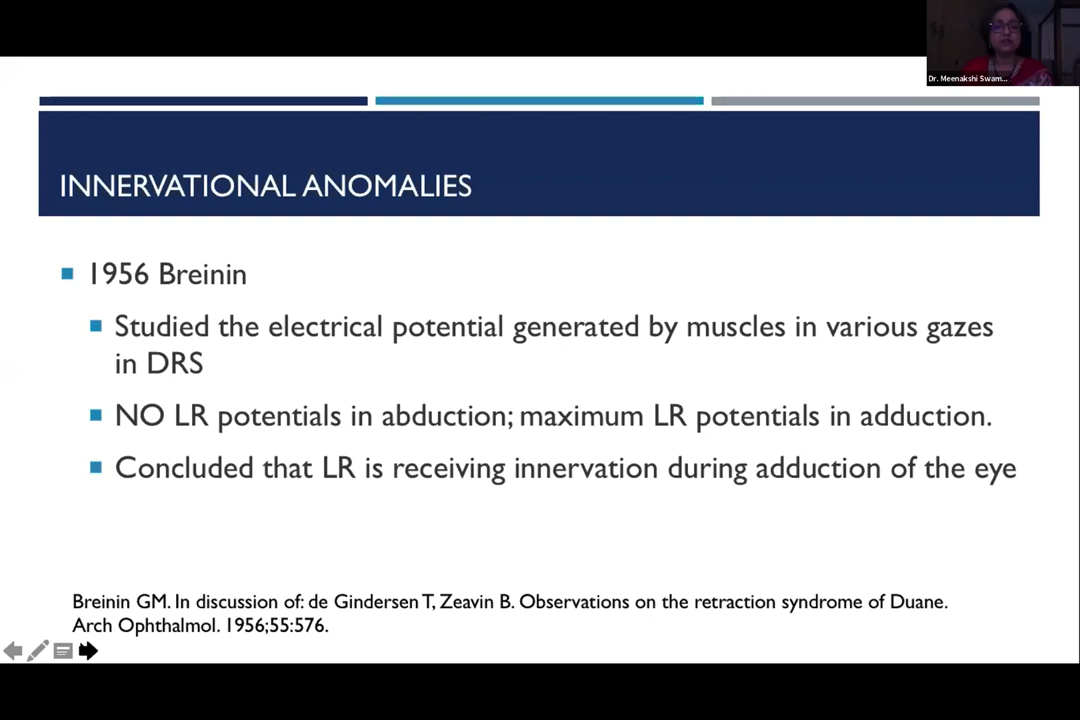 Dr. Meenakshi Swam...
INNERVATIONAL ANOMALIES
1956 Breinin
Studied the electrical potential generated by muscles in various gazes
in DRS
NO LR potentials in abduction; maximum LR potentials in adduction.
Concluded that LR is receiving innervation during adduction of the eye
Breinin GM. In discussion of: de Gindersen T, Zeavin B. Observations on the retraction syndrome of Duane.
Arch Ophthalmol. 1956;55:576.